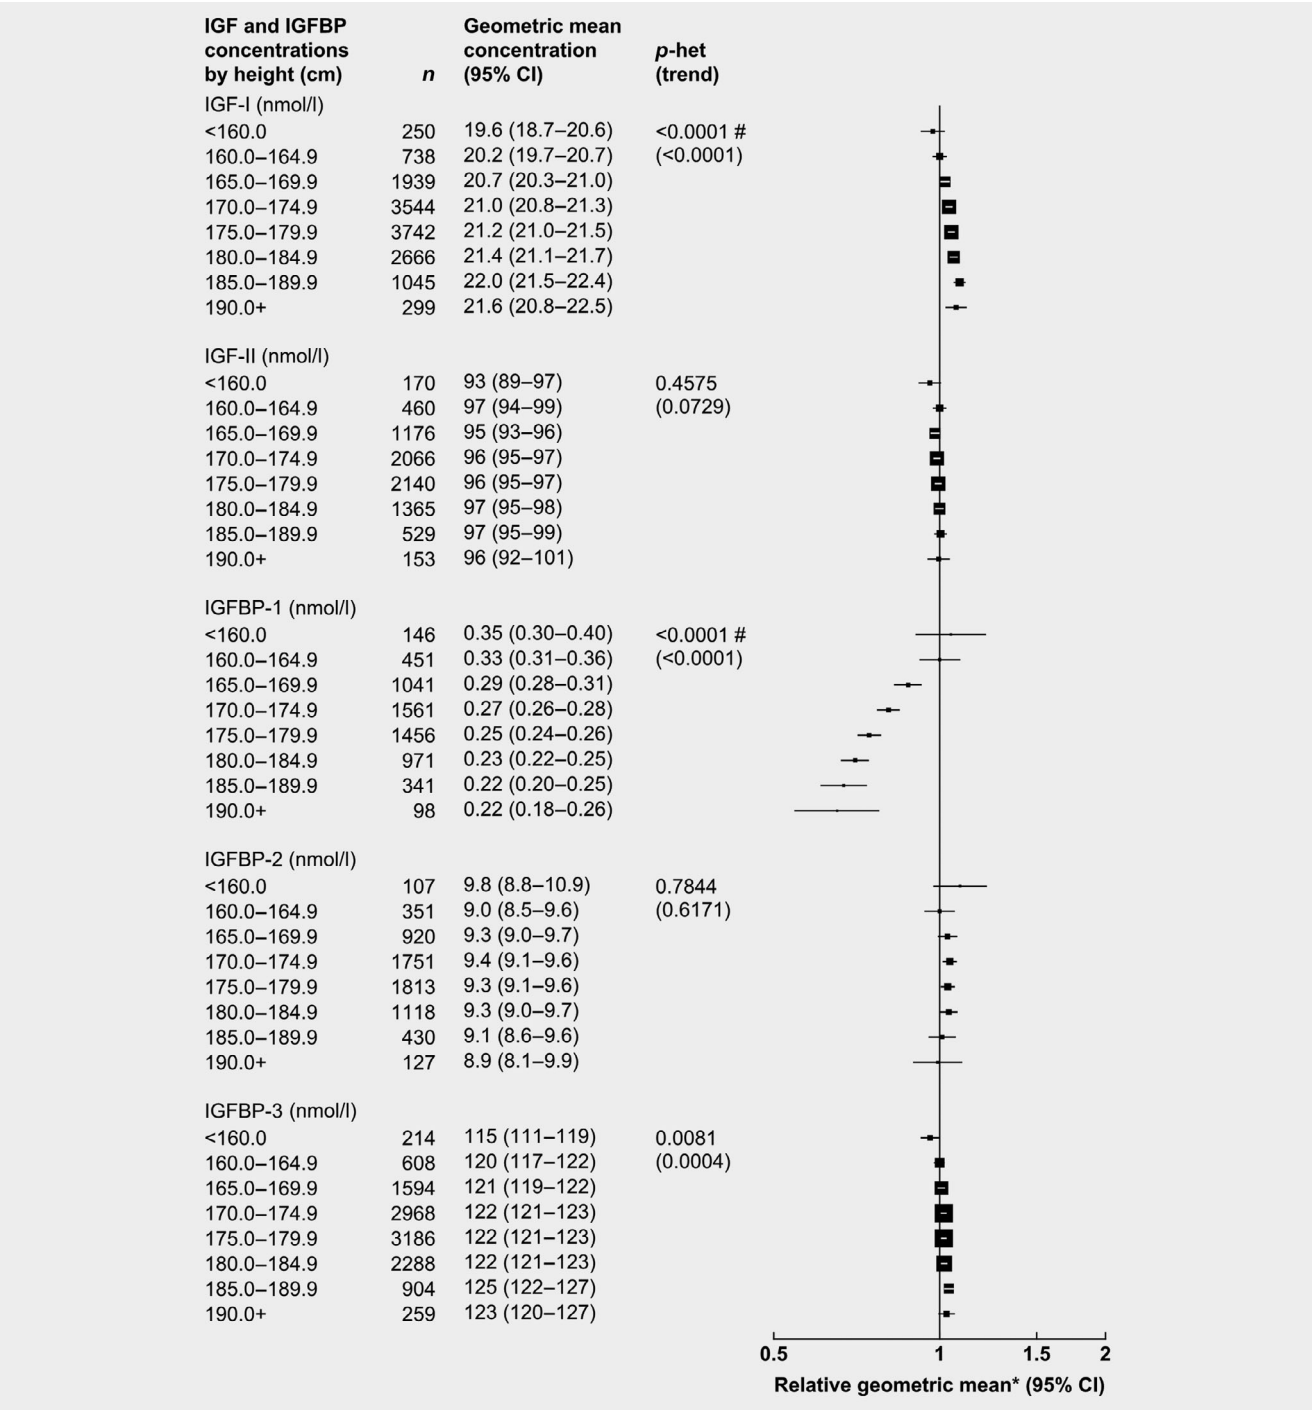 IGF and IGFBP concentrations by height (cm) n Geometric mean concentration (95% CI) p-het (trend)
IGF-I (nmol/l)
<160.0 250 19.6 (18.7–20.6) <0.0001 #
160.0–164.9 738 20.2 (19.7–20.7) (<0.0001)
165.0–169.9 1939 20.7 (20.3–21.0)
170.0–174.9 3544 21.0 (20.8–21.3)
175.0–179.9 3742 21.2 (21.0–21.5)
180.0–184.9 2666 21.4 (21.1–21.7)
185.0–189.9 1045 22.0 (21.5–22.4)
190.0+ 299 21.6 (20.8–22.5)
IGF-II (nmol/l)
<160.0 170 93 (89–97) 0.4575
160.0–164.9 460 97 (94–99) (0.0729)
165.0–169.9 1176 95 (93–96)
170.0–174.9 2066 96 (95–97)
175.0–179.9 2140 96 (95–97)
180.0–184.9 1365 97 (95–98)
185.0–189.9 529 97 (95–99)
190.0+ 153 96 (92–101)
IGFBP-1 (nmol/l)
<160.0 146 0.35 (0.30–0.40) <0.0001 #
160.0–164.9 451 0.33 (0.31–0.36) (<0.0001)
165.0–169.9 1041 0.29 (0.28–0.31)
170.0–174.9 1561 0.27 (0.26–0.28)
175.0–179.9 1456 0.25 (0.24–0.26)
180.0–184.9 971 0.23 (0.22–0.25)
185.0–189.9 341 0.22 (0.20–0.25)
190.0+ 98 0.22 (0.18–0.26)
IGFBP-2 (nmol/l)
<160.0 107 9.8 (8.8–10.9) 0.7844
160.0–164.9 351 9.0 (8.5–9.6) (0.6171)
165.0–169.9 920 9.3 (9.0–9.7)
170.0–174.9 1751 9.4 (9.1–9.6)
175.0–179.9 1813 9.3 (9.1–9.6)
180.0–184.9 1118 9.3 (9.0–9.7)
185.0–189.9 430 9.1 (8.6–9.6)
190.0+ 127 8.9 (8.1–9.9)
IGFBP-3 (nmol/l)
<160.0 214 115 (111–119) 0.0081
160.0–164.9 608 120 (117–122) (0.0004)
165.0–169.9 1594 121 (119–122)
170.0–174.9 2968 122 (121–123)
175.0–179.9 3186 122 (121–123)
180.0–184.9 2288 122 (121–123)
185.0–189.9 904 125 (122–127)
190.0+ 259 123 (120–127)
0.5 1 1.5 2
Relative geometric mean* (95% CI)